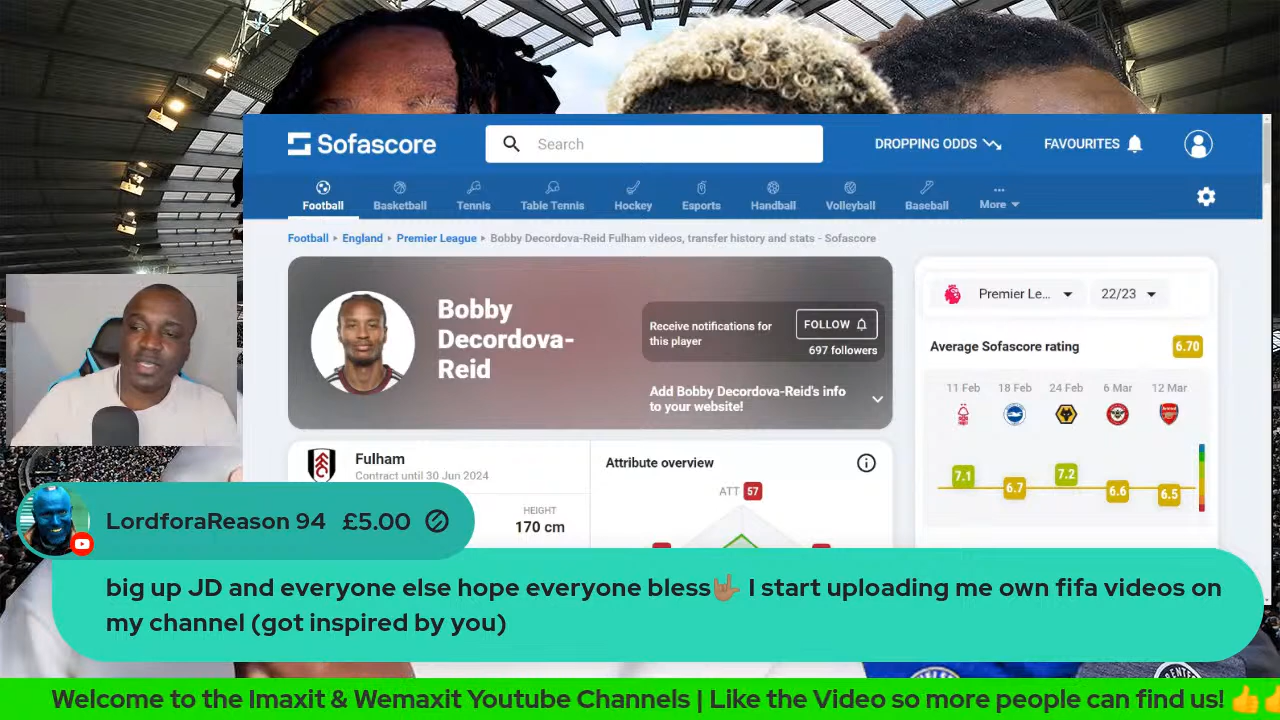 Sofascore
Search
DROPPING ODDS
FAVOURITES
Football
Basketball
Tennis
Table Tennis
Hockey
Esports
Handball
Volleyball
Baseball
More
Football England Premier League Bobby Decordova-Reid Fulham videos, transfer history and stats - Sofascore
Bobby
Decordova-
Reid
Receive notifications for
this player
FOLLOW
697 followers
Add Bobby Decordova-Reid's info
to your website!
Premier Le...
22/23
Average Sofascore rating
6.70
11 Feb
18 Feb
24 Feb
6 Mar
12 Mar
7.1
6.7
7.2
6.6
6.5
Fulham
Contract until 30 Jun 2024
HEIGHT
170 cm
Attribute overview
ATT 57
LordforaReason 94 £5.00
big up JD and everyone else hope everyone bless🤟🏽 I start uploading me own fifa videos on
my channel (got inspired by you)
Welcome to the Imaxit & Wemaxit Youtube Channels | Like the Video so more people can find us! 👍👍